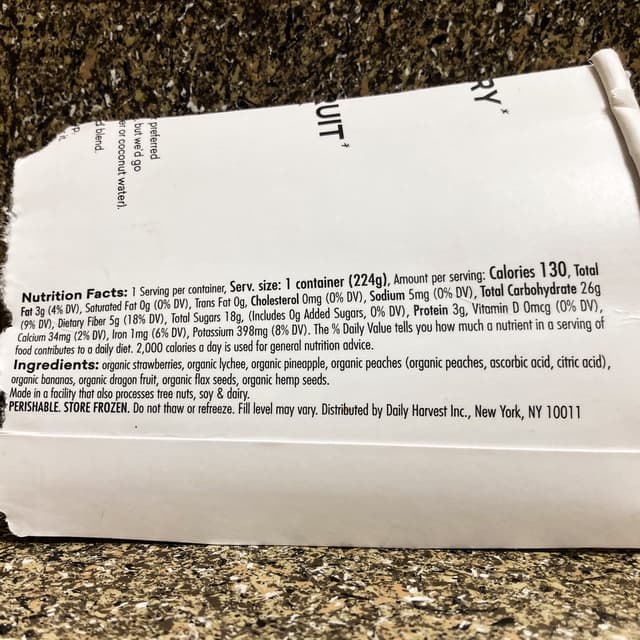 RY*
UIT†
preferred
but we'd go
er or coconut water).
d blend.
p,
Nutrition Facts: 1 Serving per container, Serv. size: 1 container (224g), Amount per serving: Calories 130, Total
Fat 3g (4% DV), Saturated Fat 0g (0% DV), Trans Fat 0g, Cholesterol 0mg (0% DV), Sodium 5mg (0% DV), Total Carbohydrate 26g
(9% DV), Dietary Fiber 5g (18% DV), Total Sugars 18g, (Includes 0g Added Sugars, 0% DV), Protein 3g, Vitamin D 0mcg (0% DV),
Calcium 34mg (2% DV), Iron 1mg (6% DV), Potassium 398mg (8% DV). The % Daily Value tells you how much a nutrient in a serving of
food contributes to a daily diet. 2,000 calories a day is used for general nutrition advice.
Ingredients: organic strawberries, organic lychee, organic pineapple, organic peaches (organic peaches, ascorbic acid, citric acid),
organic bananas, organic dragon fruit, organic flax seeds, organic hemp seeds.
Made in a facility that also processes tree nuts, soy & dairy.
PERISHABLE. STORE FROZEN. Do not thaw or refreeze. Fill level may vary. Distributed by Daily Harvest Inc., New York, NY 10011